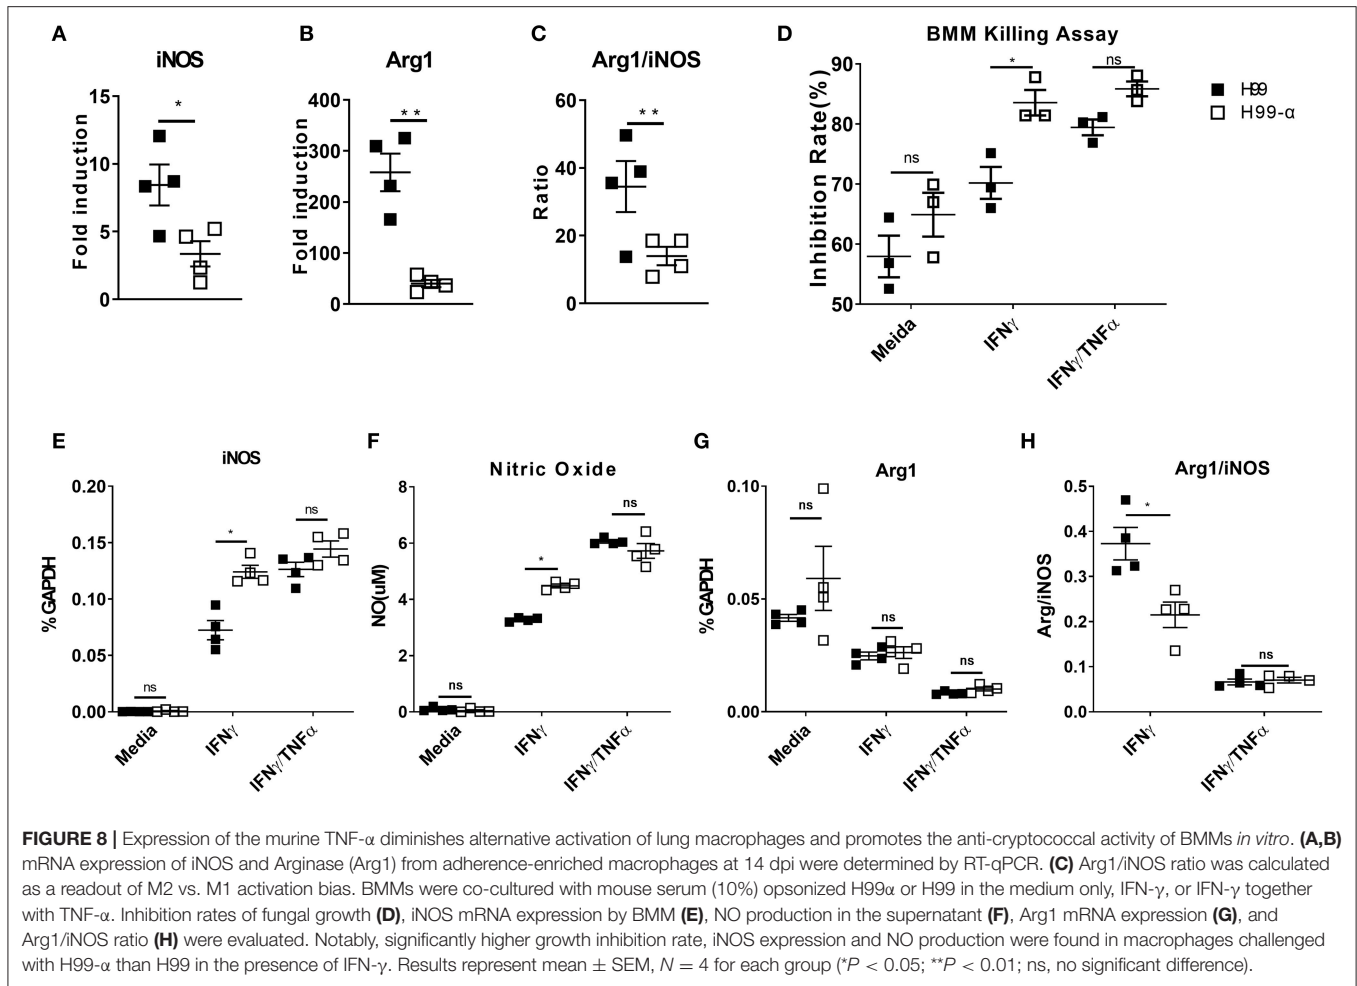 A
iNOS
Fold induction
15
10
5
0
*
B
Arg1
Fold induction
400
300
200
100
0
**
C
Arg1/iNOS
Ratio
60
40
20
0
**
D
BMM Killing Assay
Inhibition Rate(%)
90
80
70
60
50
ns
*
ns
Meida
IFNγ
IFNγ/TNFα
H99
H99-α
E
iNOS
%GAPDH
0.20
0.15
0.10
0.05
0.00
ns
*
ns
Media
IFNγ
IFNγ/TNFα
F
Nitric Oxide
NO(uM)
8
6
4
2
0
ns
*
ns
Media
IFNγ
IFNγ/TNFα
G
Arg1
%GAPDH
0.10
0.05
0.00
ns
ns
ns
Media
IFNγ
IFNγ/TNFα
H
Arg1/iNOS
Arg/iNOS
0.5
0.4
0.3
0.2
0.1
0.0
*
ns
IFNγ
IFNγ/TNFα
FIGURE 8 | Expression of the murine TNF-α diminishes alternative activation of lung macrophages and promotes the anti-cryptococcal activity of BMMs in vitro. (A,B)
mRNA expression of iNOS and Arginase (Arg1) from adherence-enriched macrophages at 14 dpi were determined by RT-qPCR. (C) Arg1/iNOS ratio was calculated
as a readout of M2 vs. M1 activation bias. BMMs were co-cultured with mouse serum (10%) opsonized H99α or H99 in the medium only, IFN-γ, or IFN-γ together
with TNF-α. Inhibition rates of fungal growth (D), iNOS mRNA expression by BMM (E), NO production in the supernatant (F), Arg1 mRNA expression (G), and
Arg1/iNOS ratio (H) were evaluated. Notably, significantly higher growth inhibition rate, iNOS expression and NO production were found in macrophages challenged
with H99-α than H99 in the presence of IFN-γ. Results represent mean ± SEM, N = 4 for each group (*P < 0.05; **P < 0.01; ns, no significant difference).